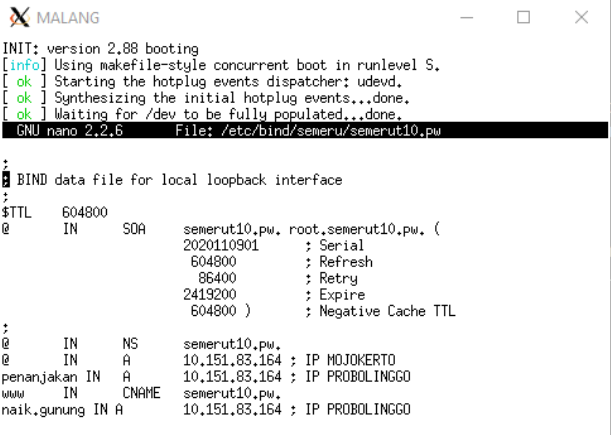 MALANG
INIT: version 2.88 booting
[info] Using makefile-style concurrent boot in runlevel S.
[ ok ] Starting the hotplug events dispatcher: udevd.
[ ok ] Synthesizing the initial hotplug events...done.
[ ok ] Waiting for /dev to be fully populated...done.
GNU nano 2.2.6 File: /etc/bind/semeru/semerut10.pw
;
; BIND data file for local loopback interface
;
$TTL 604800
@ IN SOA semerut10.pw. root.semerut10.pw. (
2020110901 ; Serial
604800 ; Refresh
86400 ; Retry
2419200 ; Expire
604800 ) ; Negative Cache TTL
;
@ IN NS semerut10.pw.
@ IN A 10.151.83.164 ; IP MOJOKERTO
penanjakan IN A 10.151.83.164 ; IP PROBOLINGGO
www IN CNAME semerut10.pw.
naik.gunung IN A 10.151.83.164 ; IP PROBOLINGGO